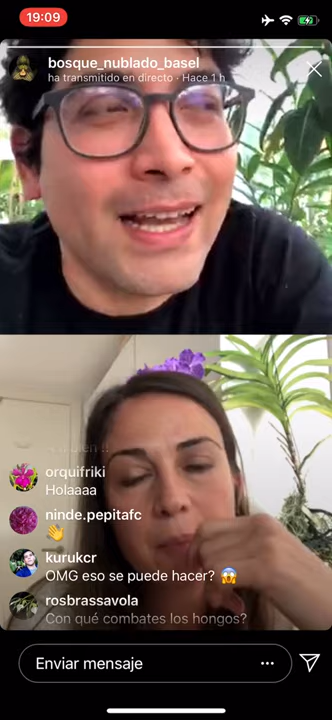 19:09
bosque_nublado_basel
ha transmitido en directo · Hace 1 h
bien !!
orquifriki
Holaaaa
ninde.pepitafc
👋
kurukcr
OMG eso se puede hacer? 😱
rosbrassavola
Con qué combates los hongos?
Enviar mensaje